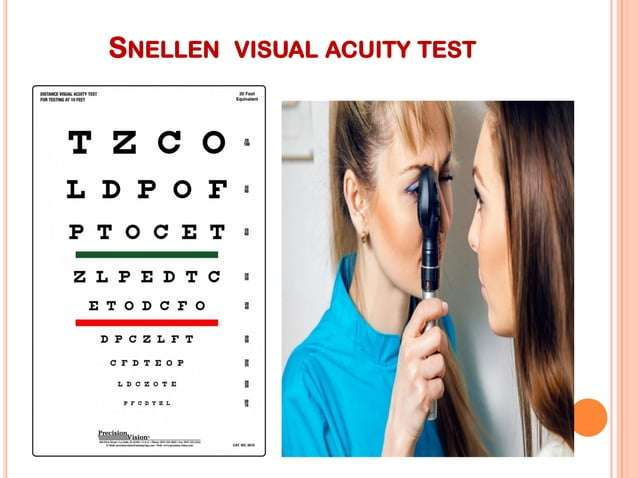 SNELLEN VISUAL ACUITY TEST
DISTANCE VISUAL ACUITY TEST
FOR TESTING AT 10 FEET
20 Feet
Equivalent
T Z C O
L D P O F
P T O C E T
Z L P E D T C
E T O D C F O
D P C Z L F T
C F D T E O P
L D C Z O T E
P F C D T Z L
Precision
Vision